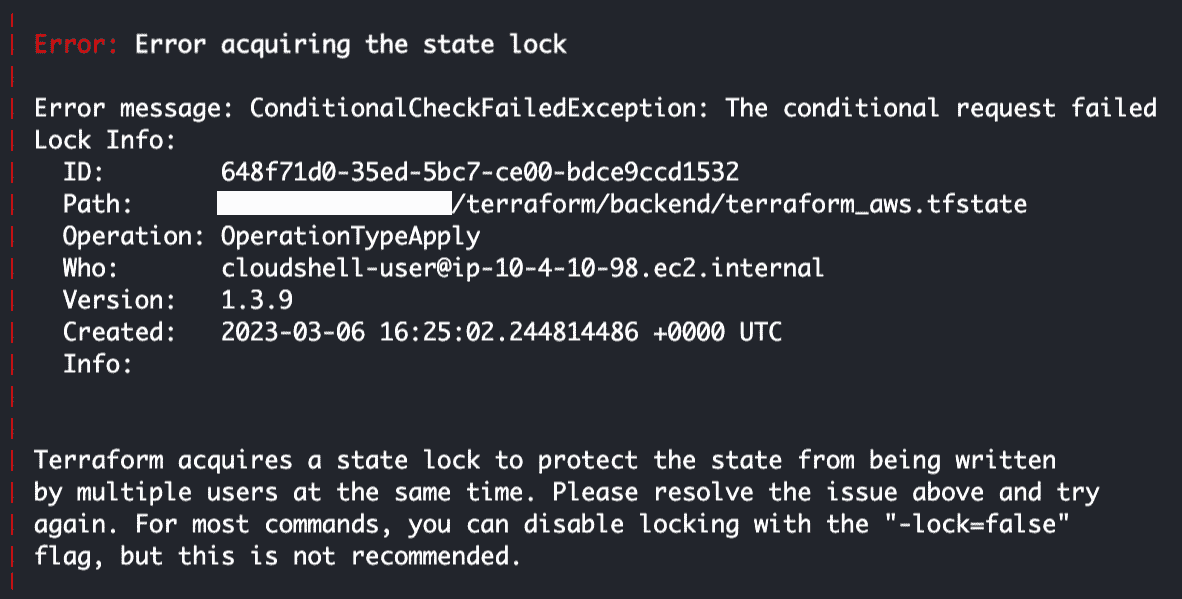 Error: Error acquiring the state lock
Error message: ConditionalCheckFailedException: The conditional request failed
Lock Info:
ID: 648f71d0-35ed-5bc7-ce00-bdce9ccd1532
Path: /terraform/backend/terraform_aws.tfstate
Operation: OperationTypeApply
Who: cloudshell-user@ip-10-4-10-98.ec2.internal
Version: 1.3.9
Created: 2023-03-06 16:25:02.244814486 +0000 UTC
Info:
Terraform acquires a state lock to protect the state from being written
by multiple users at the same time. Please resolve the issue above and try
again. For most commands, you can disable locking with the "-lock=false"
flag, but this is not recommended.